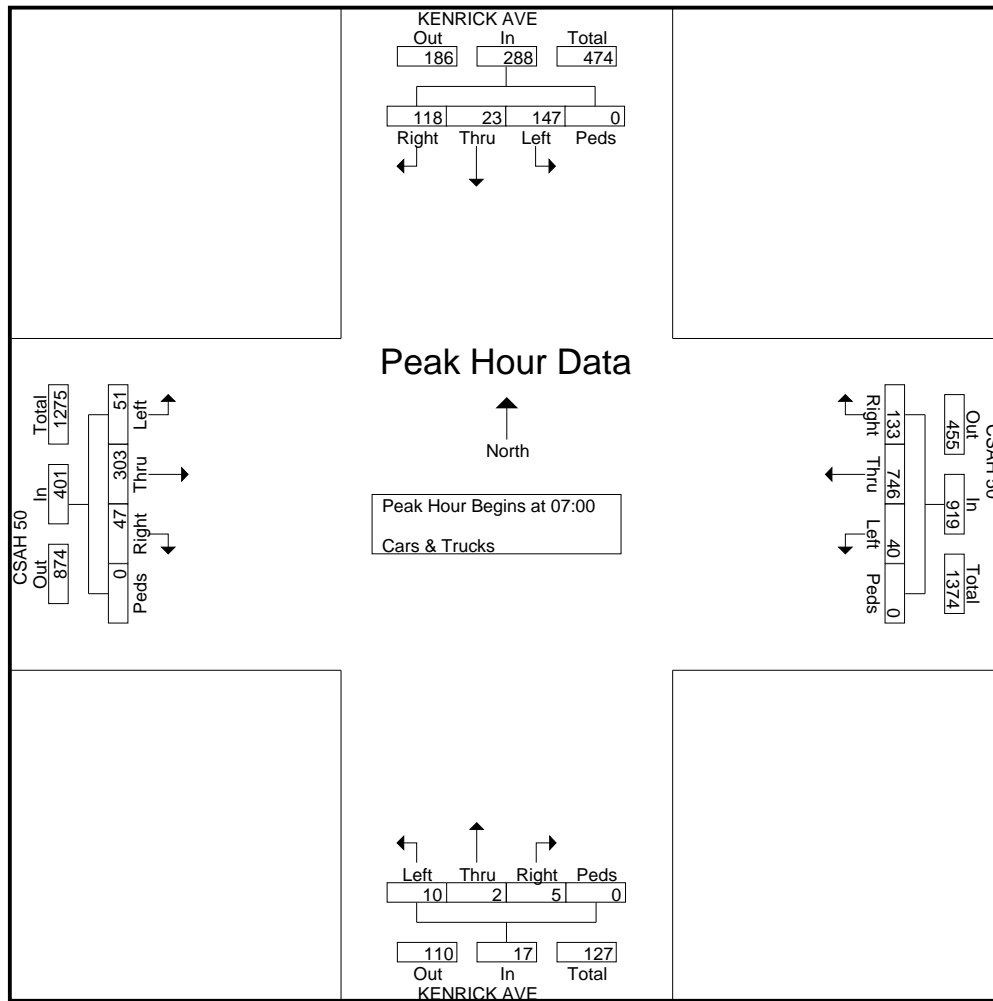 KENRICK AVE
Out In Total
186 288 474
118 23 147 0
Right Thru Left Peds
Peak Hour Data
North
Peak Hour Begins at 07:00
Cars & Trucks
CSAH 50
Out In Total
874 401 1275
51 303 47 0
Left Thru Right Peds
CSAH 50
Out In Total
455 919 1374
133 746 40 0
Right Thru Left Peds
Left Thru Right Peds
10 2 5 0
110 17 127
Out In Total
KENRICK AVE